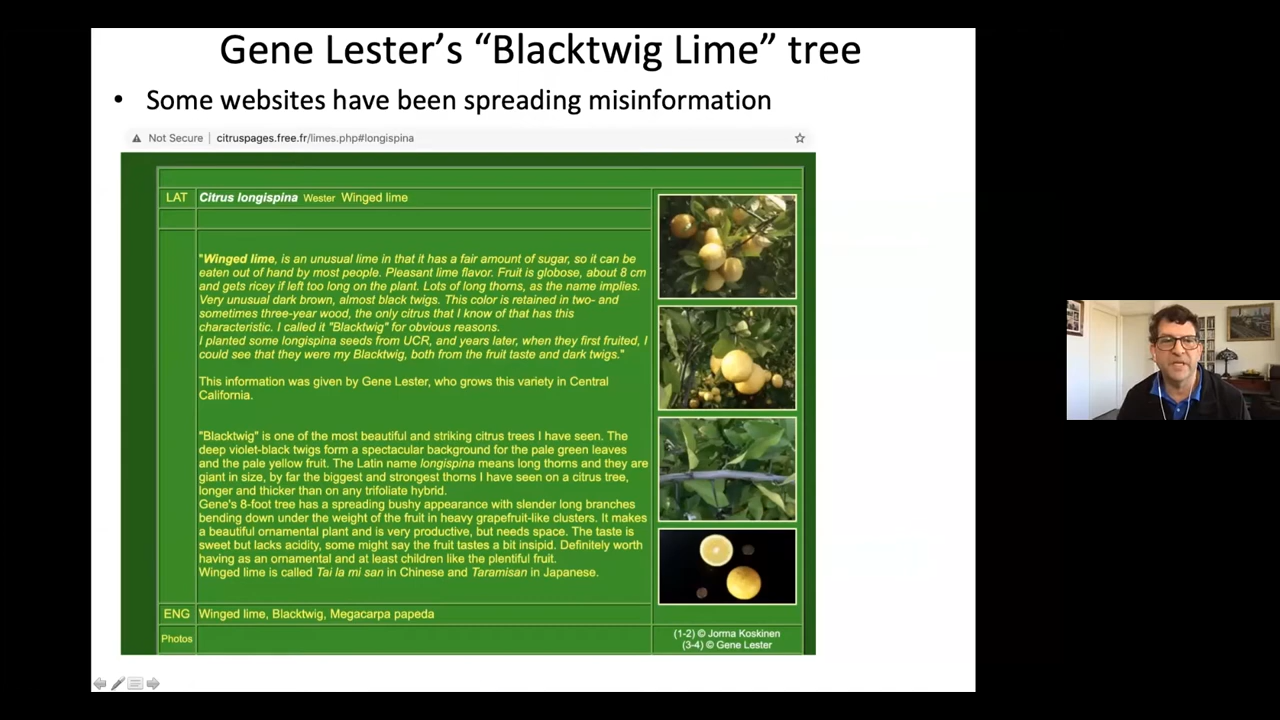 Gene Lester's “Blacktwig Lime” tree
• Some websites have been spreading misinformation
Not Secure | citruspages.free.fr/limes.php#longispina
LAT Citrus longispina Wester Winged lime
"Winged lime, is an unusual lime in that it has a fair amount of sugar, so it can be
eaten out of hand by most people. Pleasant lime flavor. Fruit is globose, about 8 cm
and gets ricey if left too long on the plant. Lots of long thorns, as the name implies.
Very unusual dark brown, almost black twigs. This color is retained in two- and
sometimes three-year wood, the only citrus that I know of that has this
characteristic. I called it "Blacktwig" for obvious reasons.
I planted some longispina seeds from UCR, and years later, when they first fruited, I
could see that they were my Blacktwig, both from the fruit taste and dark twigs."
This information was given by Gene Lester, who grows this variety in Central
California.
"Blacktwig" is one of the most beautiful and striking citrus trees I have seen. The
deep violet-black twigs form a spectacular background for the pale green leaves
and the pale yellow fruit. The Latin name longispina means long thorns and they are
giant in size, by far the biggest and strongest thorns I have seen on a citrus tree,
longer and thicker than on any trifoliate hybrid.
Gene's 8-foot tree has a spreading bushy appearance with slender long branches
bending down under the weight of the fruit in heavy grapefruit-like clusters. It makes
a beautiful ornamental plant and is very productive, but needs space. The taste is
sweet but lacks acidity, some might say the fruit tastes a bit insipid. Definitely worth
having as an ornamental and at least children like the plentiful fruit.
Winged lime is called Tai la mi san in Chinese and Taramisan in Japanese.
ENG Winged lime, Blacktwig, Megacarpa papeda
Photos
(1-2) © Jorma Koskinen
(3-4) © Gene Lester